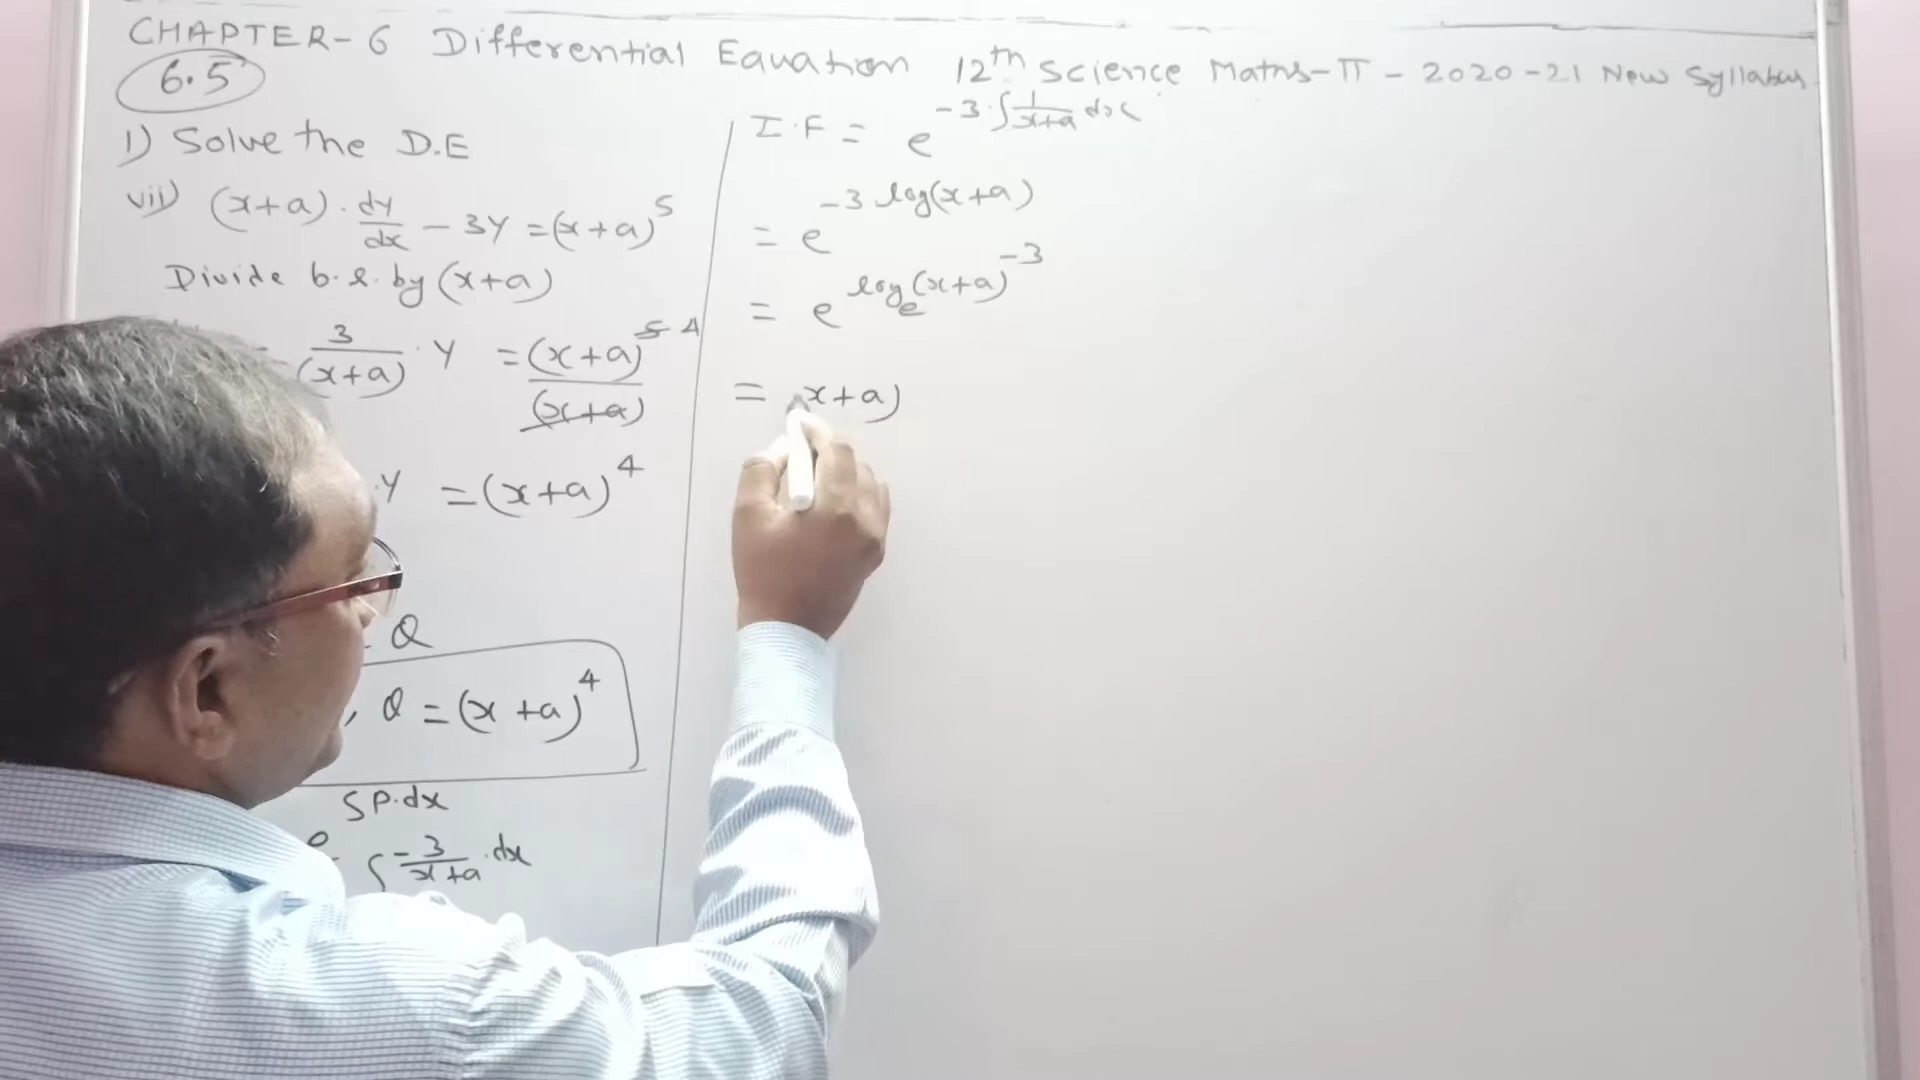 CHAPTER-6 Differential Equation 12th Science Maths-II - 2020-21 New Syllabus
6.5
1) Solve the D.E
vii) (x+a) · dy/dx - 3y = (x+a)^5
Divide b.s. by (x+a)
3/(x+a) · y = (x+a)^5 4 / (x+a)
· y = (x+a)^4
Q
, Q = (x+a)^4
∫P·dx
e
∫ -3/(x+a) · dx
I.F = e^(-3·∫ 1/(x+a) dx)
= e^(-3 log(x+a))
= e^(log_e (x+a)^-3)
= x+a)